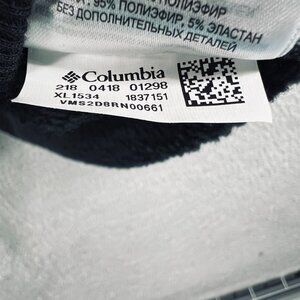 95% ПОЛИЭФИР, 5% ЭЛАСТАН
БЕЗ ДОПОЛНИТЕЛЬНЫХ ДЕТАЛЕЙ
Columbia
218 0418 01298
XL1534 1837151
VMS2D8RN00661